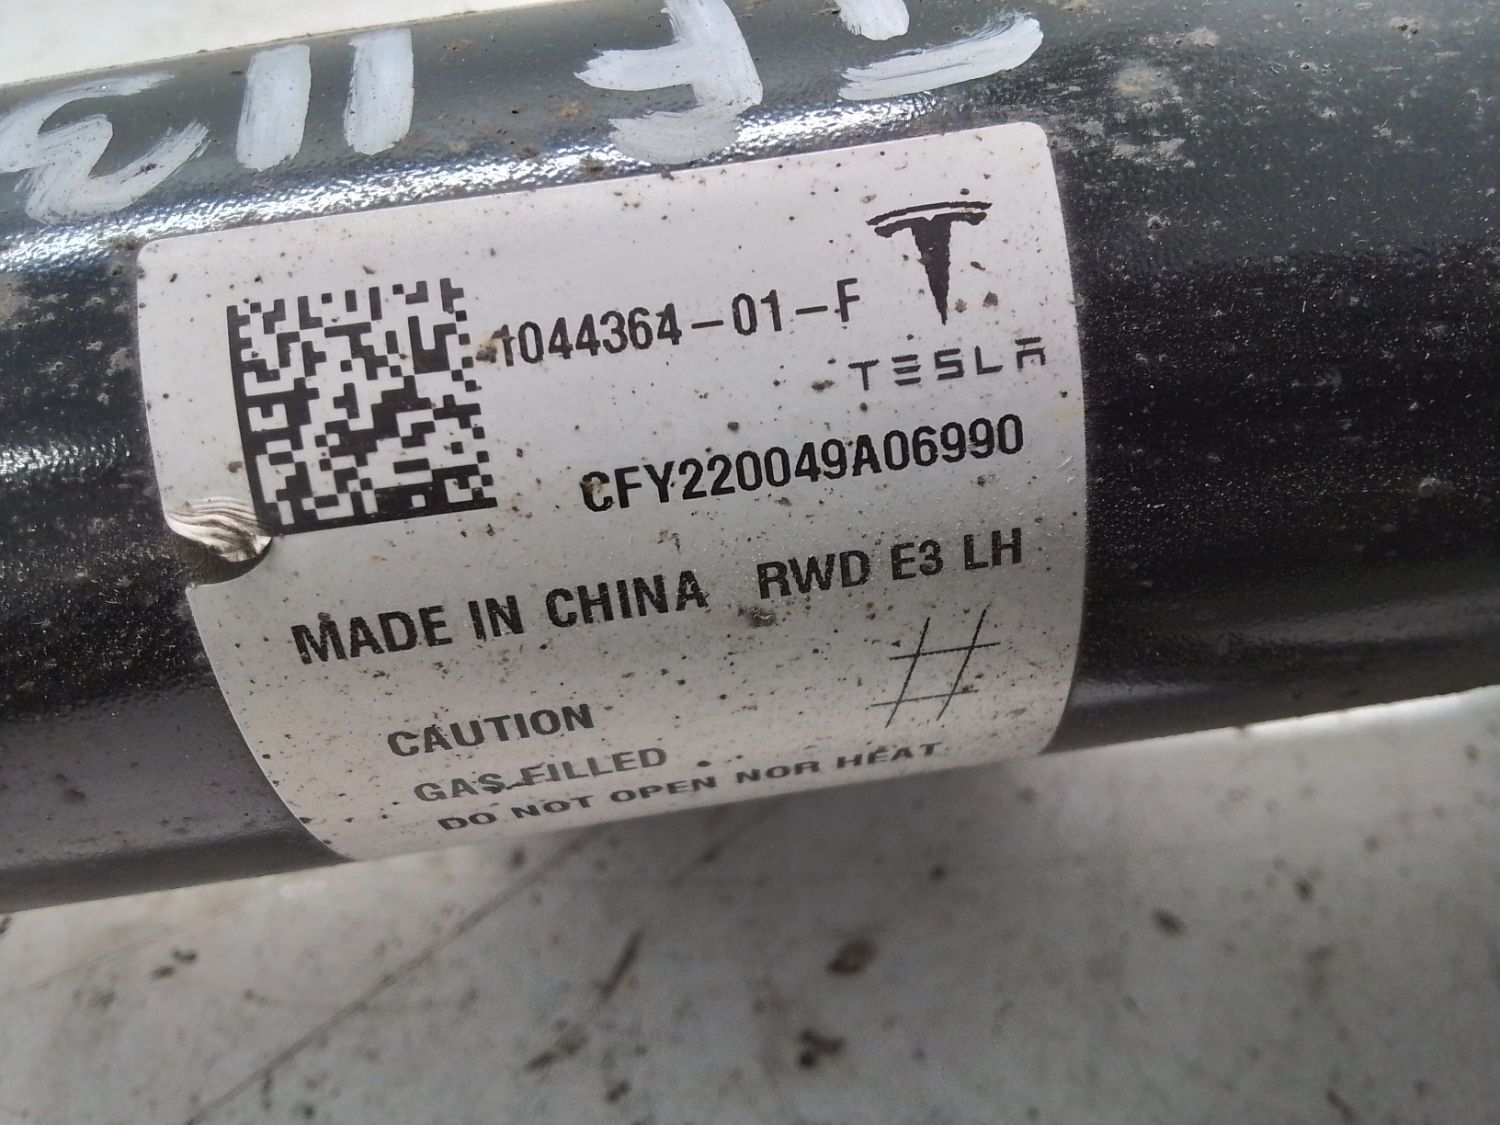 1044364-01-F
TESLA
CFY220049A06990
MADE IN CHINA RWD E3 LH
CAUTION
GAS FILLED
DO NOT OPEN NOR HEAT
#